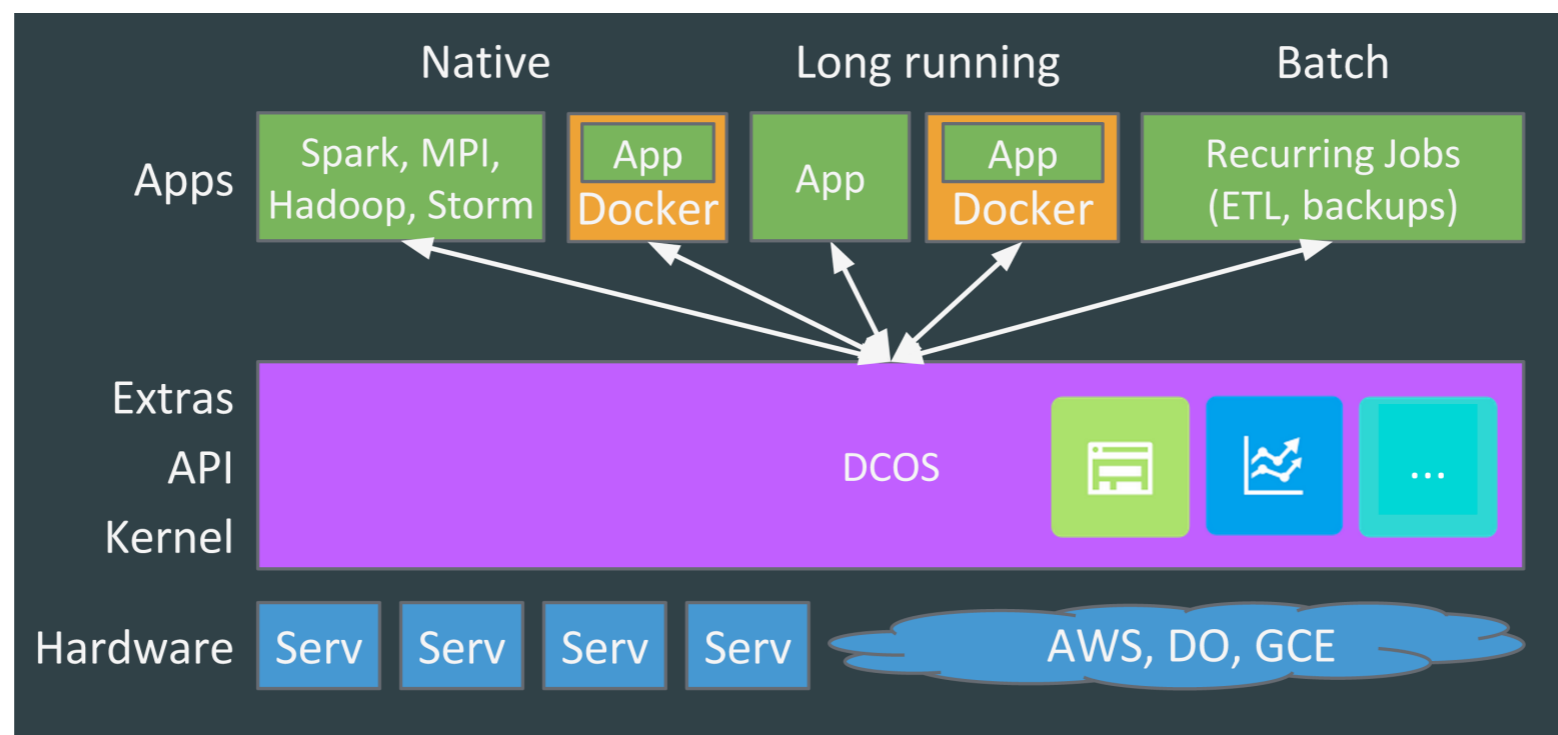 Native Long running Batch
Apps
Spark, MPI,
Hadoop, Storm
App
Docker
App
App
Docker
Recurring Jobs
(ETL, backups)
Extras
API
Kernel
DCOS
...
Hardware
Serv Serv Serv Serv
AWS, DO, GCE